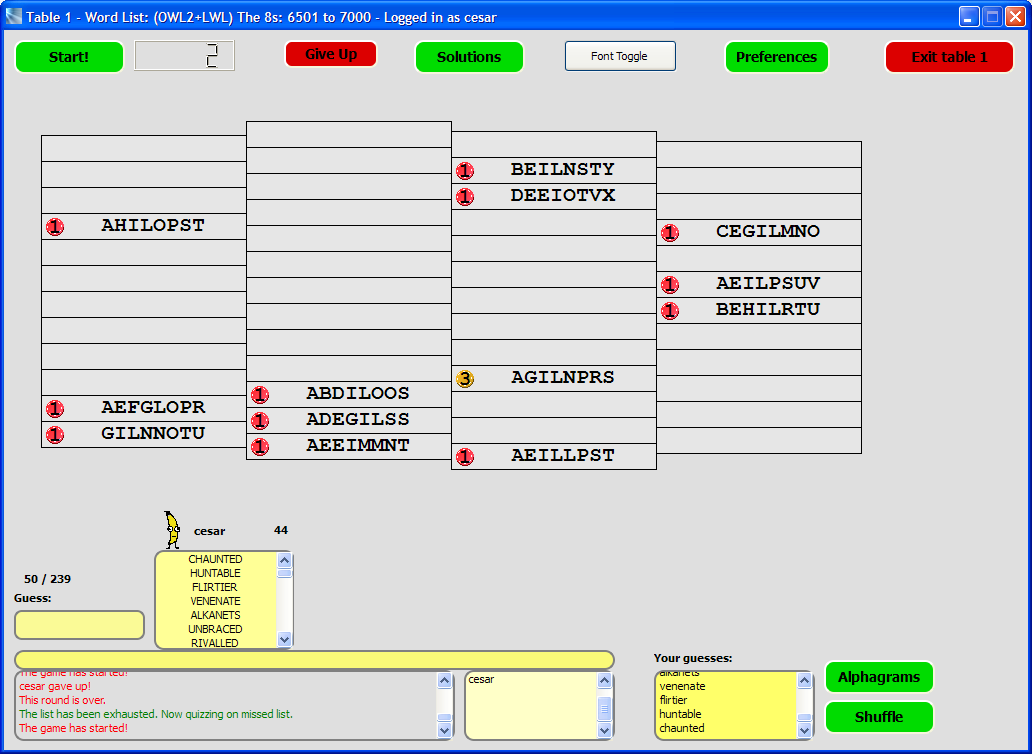 Table 1 - Word List: (OWL2+LWL) The 8s: 6501 to 7000 - Logged in as cesar
Start!
2
Give Up
Solutions
Font Toggle
Preferences
Exit table 1
1 AHILOPST
1 AEFGLOPR
1 GILNNOTU
1 ABDILOOS
1 ADEGILSS
1 AEEIMMNT
1 BEILNSTY
1 DEEIOTVX
3 AGILNPRS
1 AEILLPST
1 CEGILMNO
1 AEILPSUV
1 BEHILRTU
cesar 44
CHAUNTED
HUNTABLE
FLIRTIER
VENENATE
ALKANETS
UNBRACED
RIVALLED
50 / 239
Guess:
The game has started!
cesar gave up!
This round is over.
The list has been exhausted. Now quizzing on missed list.
The game has started!
cesar
Your guesses:
alkanets
venenate
flirtier
huntable
chaunted
Alphagrams
Shuffle